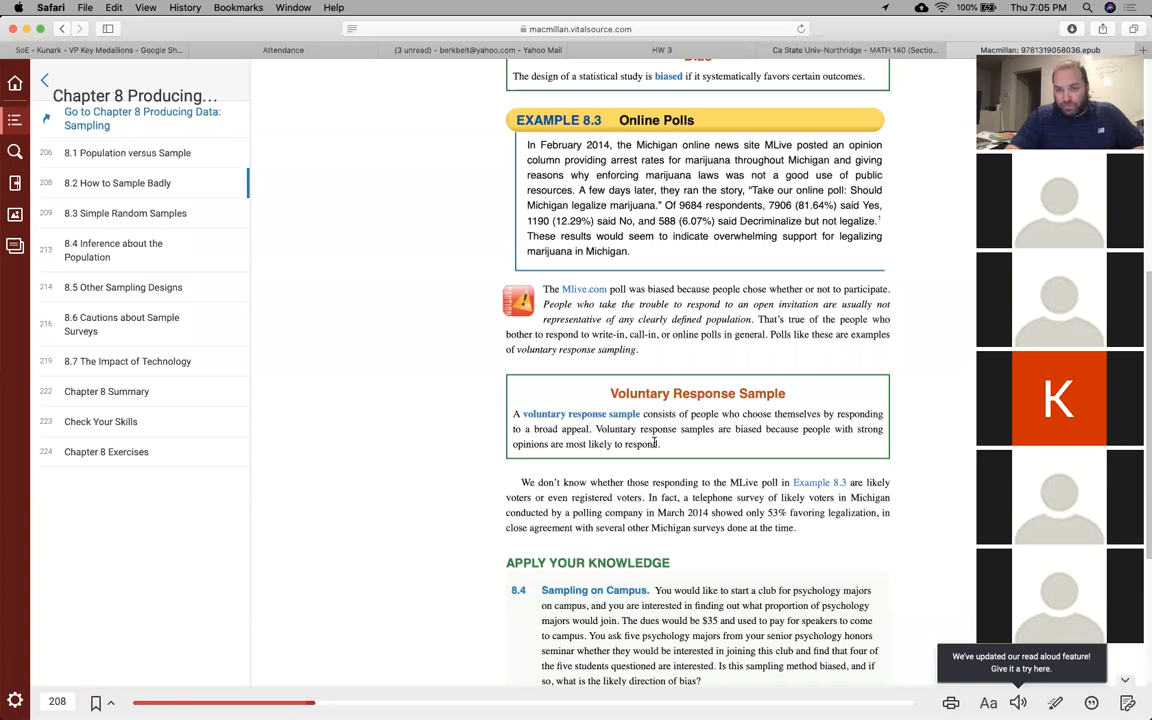 Safari File Edit View History Bookmarks Window Help 100% Thu 7:05 PM
macmillan.vitalsource.com
SoE - Kunark - VP Key Medallions - Google Sh... Attendance (3 unread) - berkbelt@yahoo.com - Yahoo Mail HW 3 Ca State Univ-Northridge - MATH 140 (Sectio... Macmillan: 9781319058036.epub
Chapter 8 Producing...
Go to Chapter 8 Producing Data:
Sampling
206 8.1 Population versus Sample
208 8.2 How to Sample Badly
209 8.3 Simple Random Samples
213 8.4 Inference about the
Population
214 8.5 Other Sampling Designs
216 8.6 Cautions about Sample
Surveys
219 8.7 The Impact of Technology
222 Chapter 8 Summary
223 Check Your Skills
224 Chapter 8 Exercises
The design of a statistical study is biased if it systematically favors certain outcomes.
EXAMPLE 8.3 Online Polls
In February 2014, the Michigan online news site MLive posted an opinion
column providing arrest rates for marijuana throughout Michigan and giving
reasons why enforcing marijuana laws was not a good use of public
resources. A few days later, they ran the story, “Take our online poll: Should
Michigan legalize marijuana.” Of 9684 respondents, 7906 (81.64%) said Yes,
1190 (12.29%) said No, and 588 (6.07%) said Decriminalize but not legalize.1
These results would seem to indicate overwhelming support for legalizing
marijuana in Michigan.
The Mlive.com poll was biased because people chose whether or not to participate.
People who take the trouble to respond to an open invitation are usually not
representative of any clearly defined population. That’s true of the people who
bother to respond to write-in, call-in, or online polls in general. Polls like these are examples
of voluntary response sampling.
Voluntary Response Sample
A voluntary response sample consists of people who choose themselves by responding
to a broad appeal. Voluntary response samples are biased because people with strong
opinions are most likely to respond.
We don’t know whether those responding to the MLive poll in Example 8.3 are likely
voters or even registered voters. In fact, a telephone survey of likely voters in Michigan
conducted by a polling company in March 2014 showed only 53% favoring legalization, in
close agreement with several other Michigan surveys done at the time.
APPLY YOUR KNOWLEDGE
8.4 Sampling on Campus. You would like to start a club for psychology majors
on campus, and you are interested in finding out what proportion of psychology
majors would join. The dues would be $35 and used to pay for speakers to come
to campus. You ask five psychology majors from your senior psychology honors
seminar whether they would be interested in joining this club and find that four of
the five students questioned are interested. Is this sampling method biased, and if
so, what is the likely direction of bias?
K
We've updated our read aloud feature!
Give it a try here.
208 Aa